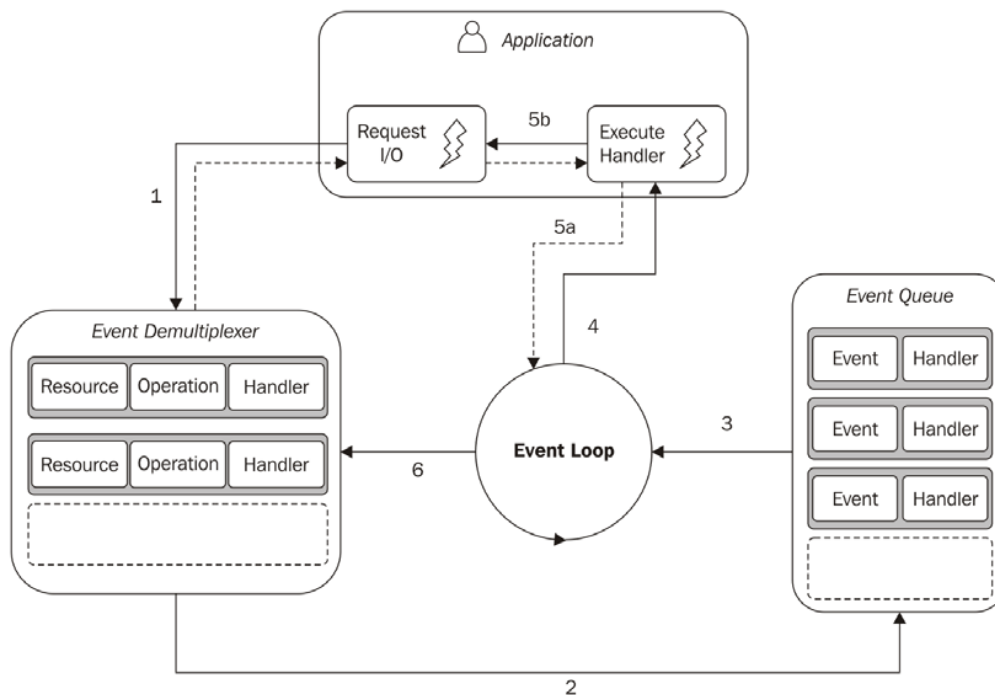 Application
Request
I/O
5b
Execute
Handler
1
5a
Event Demultiplexer
Resource Operation Handler
Resource Operation Handler
4
Event Loop
6
3
Event Queue
Event Handler
Event Handler
Event Handler
2